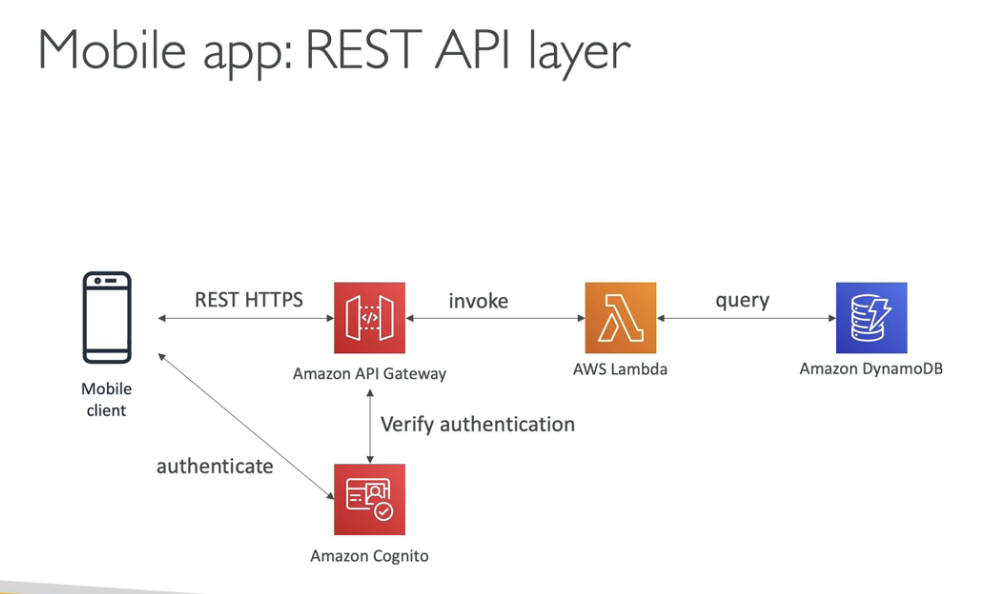 Mobile app: REST API layer
REST HTTPS
invoke
query
Mobile
client
Amazon API Gateway
AWS Lambda
Amazon DynamoDB
Verify authentication
authenticate
Amazon Cognito